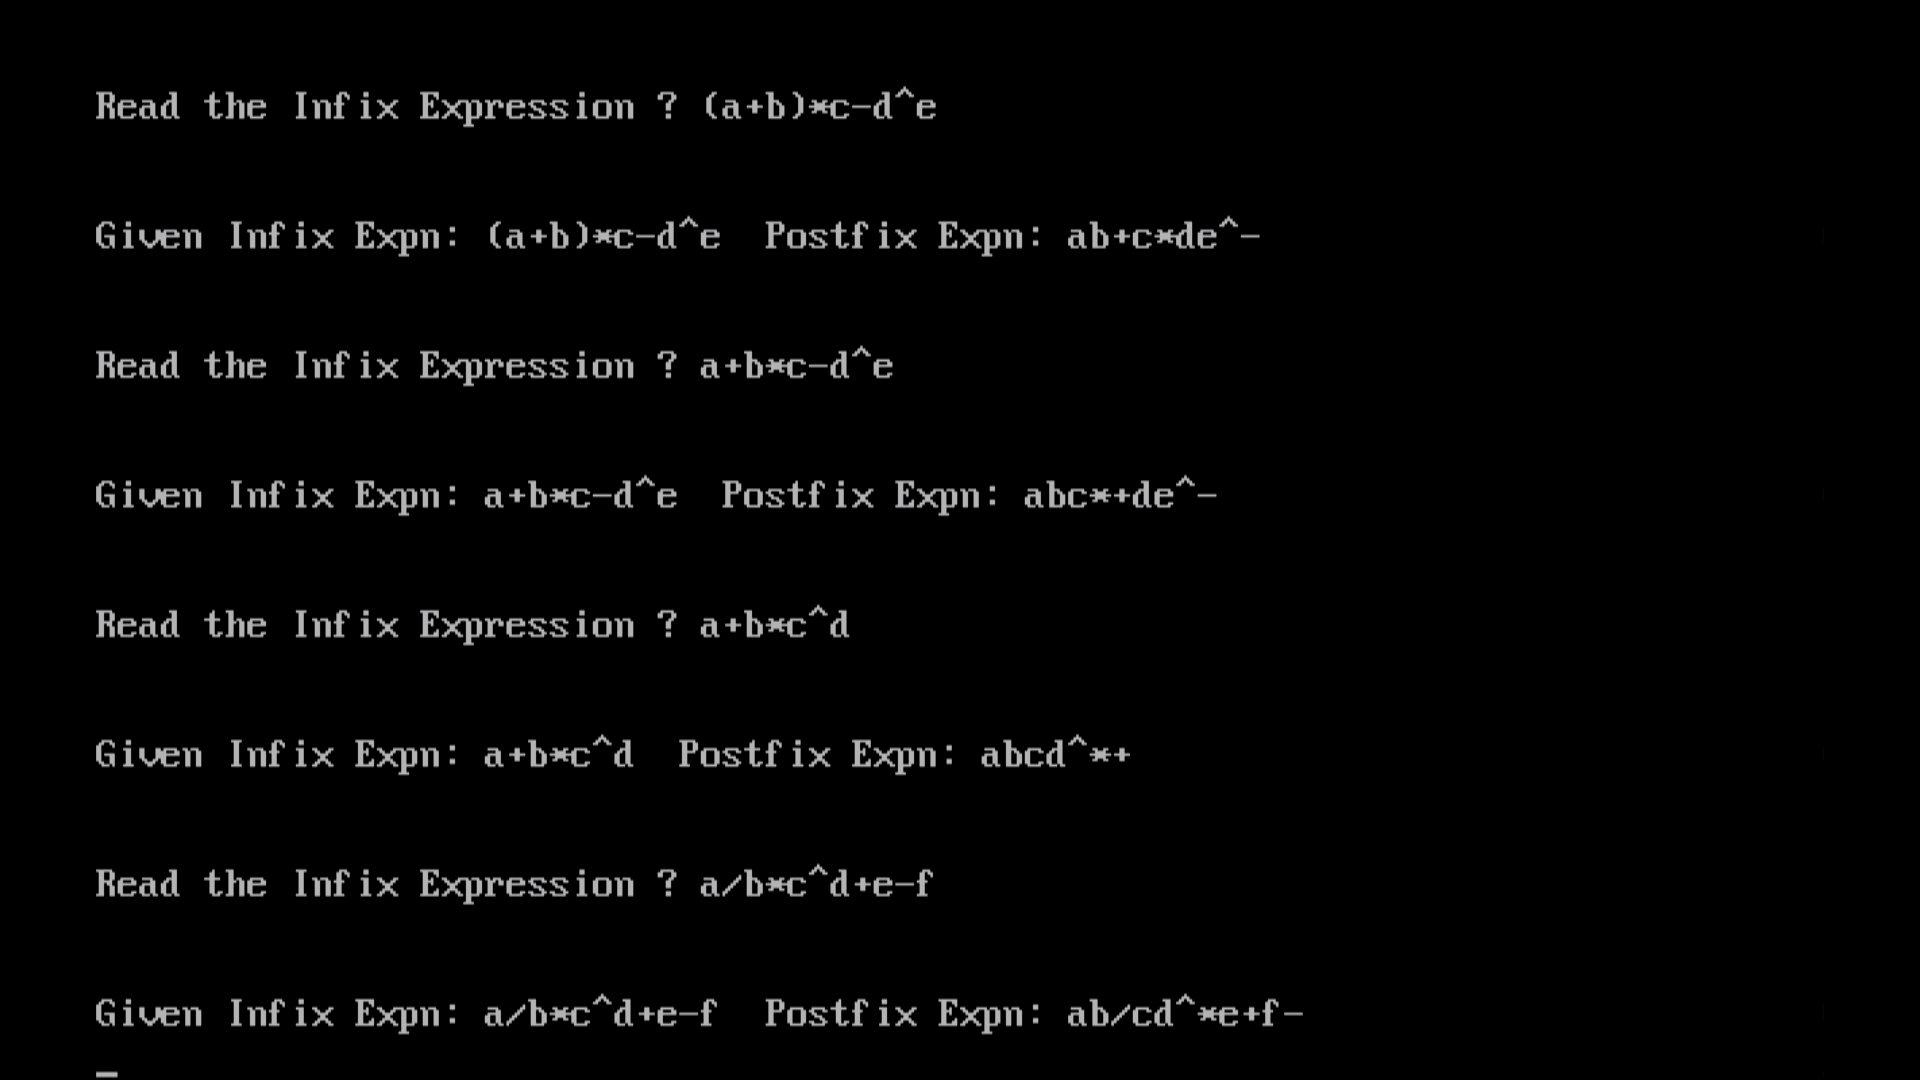 Read the Infix Expression ? (a+b)*c-d^e
Given Infix Expn: (a+b)*c-d^e  Postfix Expn: ab+c*de^-
Read the Infix Expression ? a+b*c-d^e
Given Infix Expn: a+b*c-d^e  Postfix Expn: abc*+de^-
Read the Infix Expression ? a+b*c^d
Given Infix Expn: a+b*c^d  Postfix Expn: abcd^*+
Read the Infix Expression ? a/b*c^d+e-f
Given Infix Expn: a/b*c^d+e-f  Postfix Expn: ab/cd^*e+f-